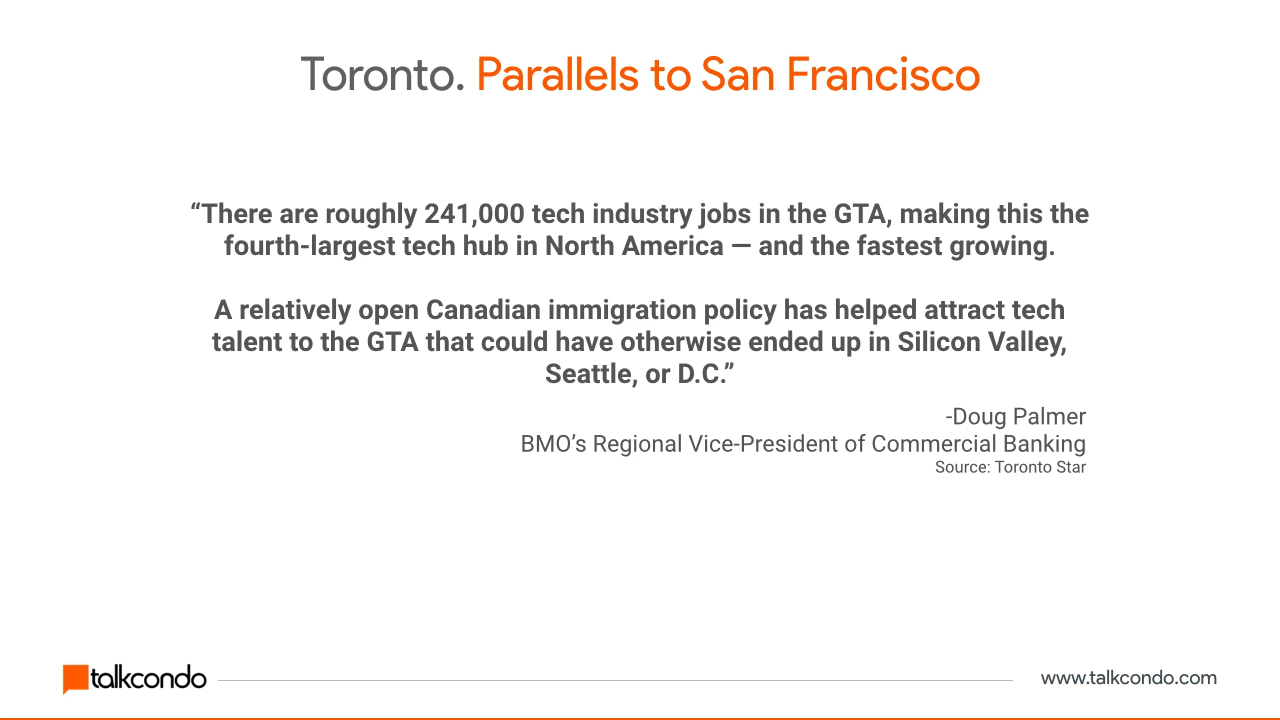 Toronto. Parallels to San Francisco
“There are roughly 241,000 tech industry jobs in the GTA, making this the
fourth-largest tech hub in North America — and the fastest growing.
A relatively open Canadian immigration policy has helped attract tech
talent to the GTA that could have otherwise ended up in Silicon Valley,
Seattle, or D.C.”
-Doug Palmer
BMO’s Regional Vice-President of Commercial Banking
Source: Toronto Star
talkcondo
www.talkcondo.com